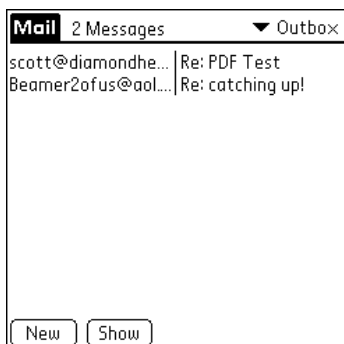 Mail 2 Messages Outbox
scott@diamondhe... Re: PDF Test
Beamer2ofus@aol.... Re: catching up!
New Show